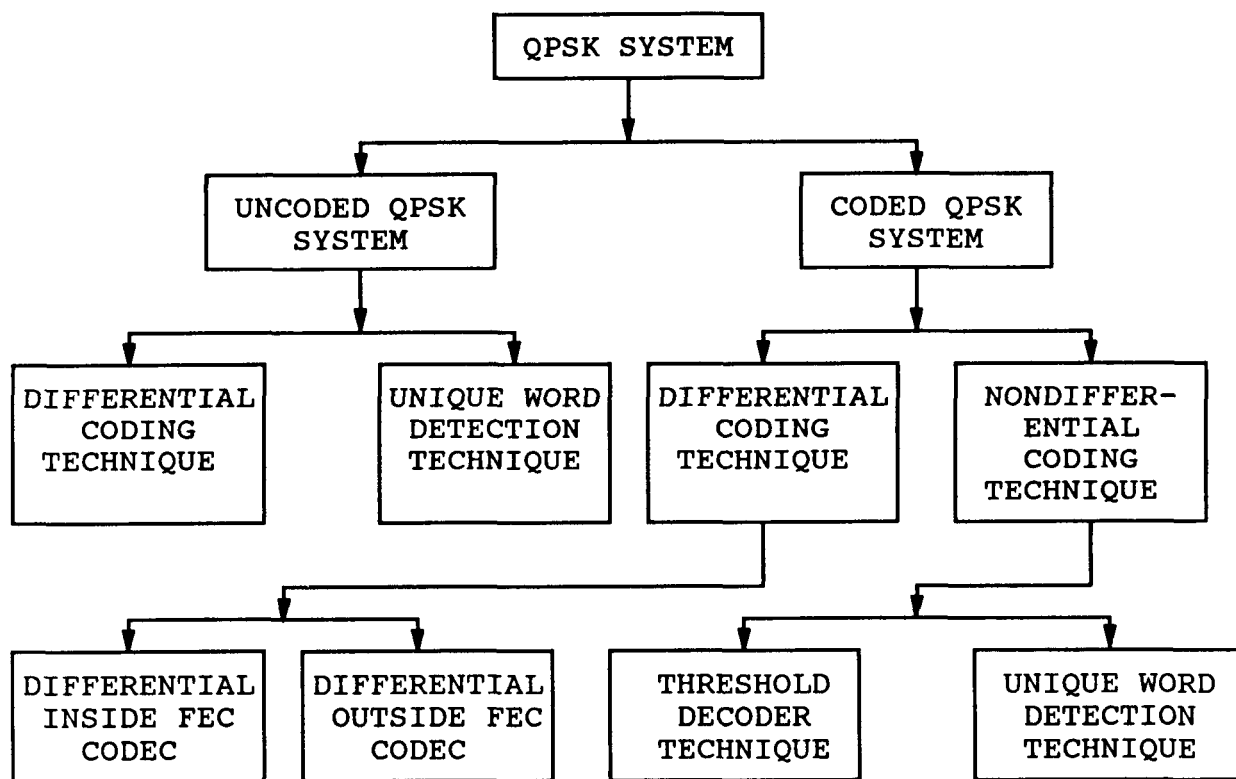 QPSK SYSTEM
UNCODED QPSK
SYSTEM
CODED QPSK
SYSTEM
DIFFERENTIAL
CODING
TECHNIQUE
UNIQUE WORD
DETECTION
TECHNIQUE
DIFFERENTIAL
CODING
TECHNIQUE
NONDIFFER-
ENTIAL
CODING
TECHNIQUE
DIFFERENTIAL
INSIDE FEC
CODEC
DIFFERENTIAL
OUTSIDE FEC
CODEC
THRESHOLD
DECODER
TECHNIQUE
UNIQUE WORD
DETECTION
TECHNIQUE